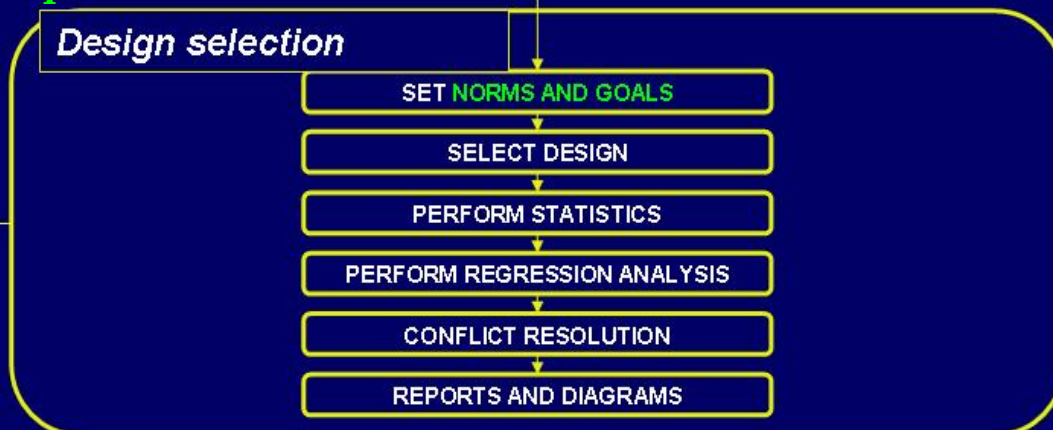 Design selection
SET NORMS AND GOALS
SELECT DESIGN
PERFORM STATISTICS
PERFORM REGRESSION ANALYSIS
CONFLICT RESOLUTION
REPORTS AND DIAGRAMS